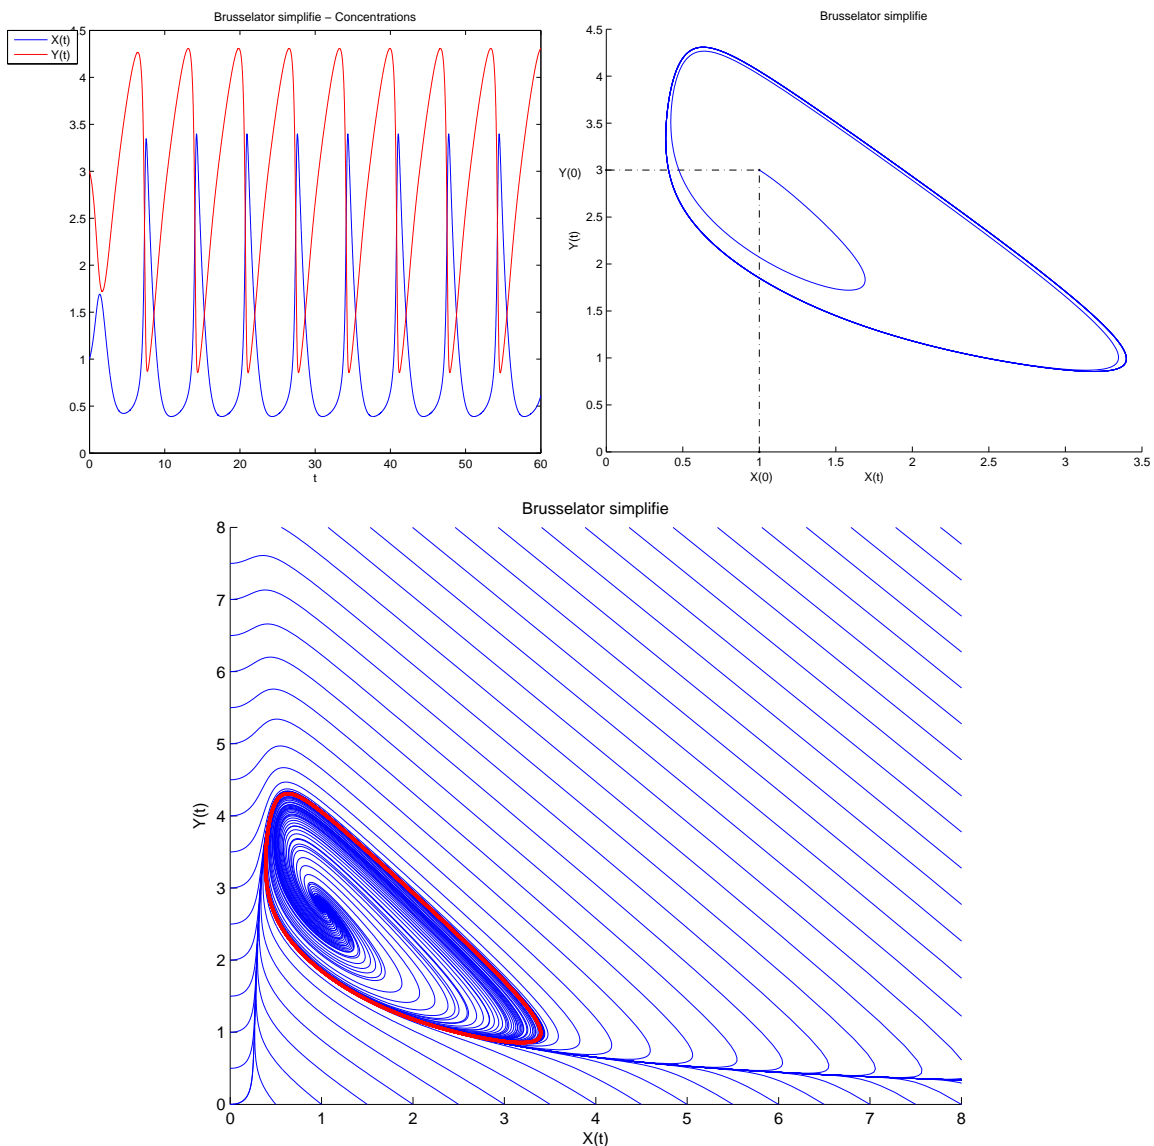 Brusselator simplifie – Concentrations
X(t)
Y(t)
4.5
4
3.5
3
2.5
2
1.5
1
0.5
0
0 10 20 30 40 50 60
t
Brusselator simplifie
4.5
4
3.5
Y(0) 3
2.5
Y(t)
2
1.5
1
0.5
0
0 0.5 1 1.5 2 2.5 3 3.5
X(0) X(t)
Brusselator simplifie
8
7
6
5
4
Y(t)
3
2
1
0
0 1 2 3 4 5 6 7 8
X(t)